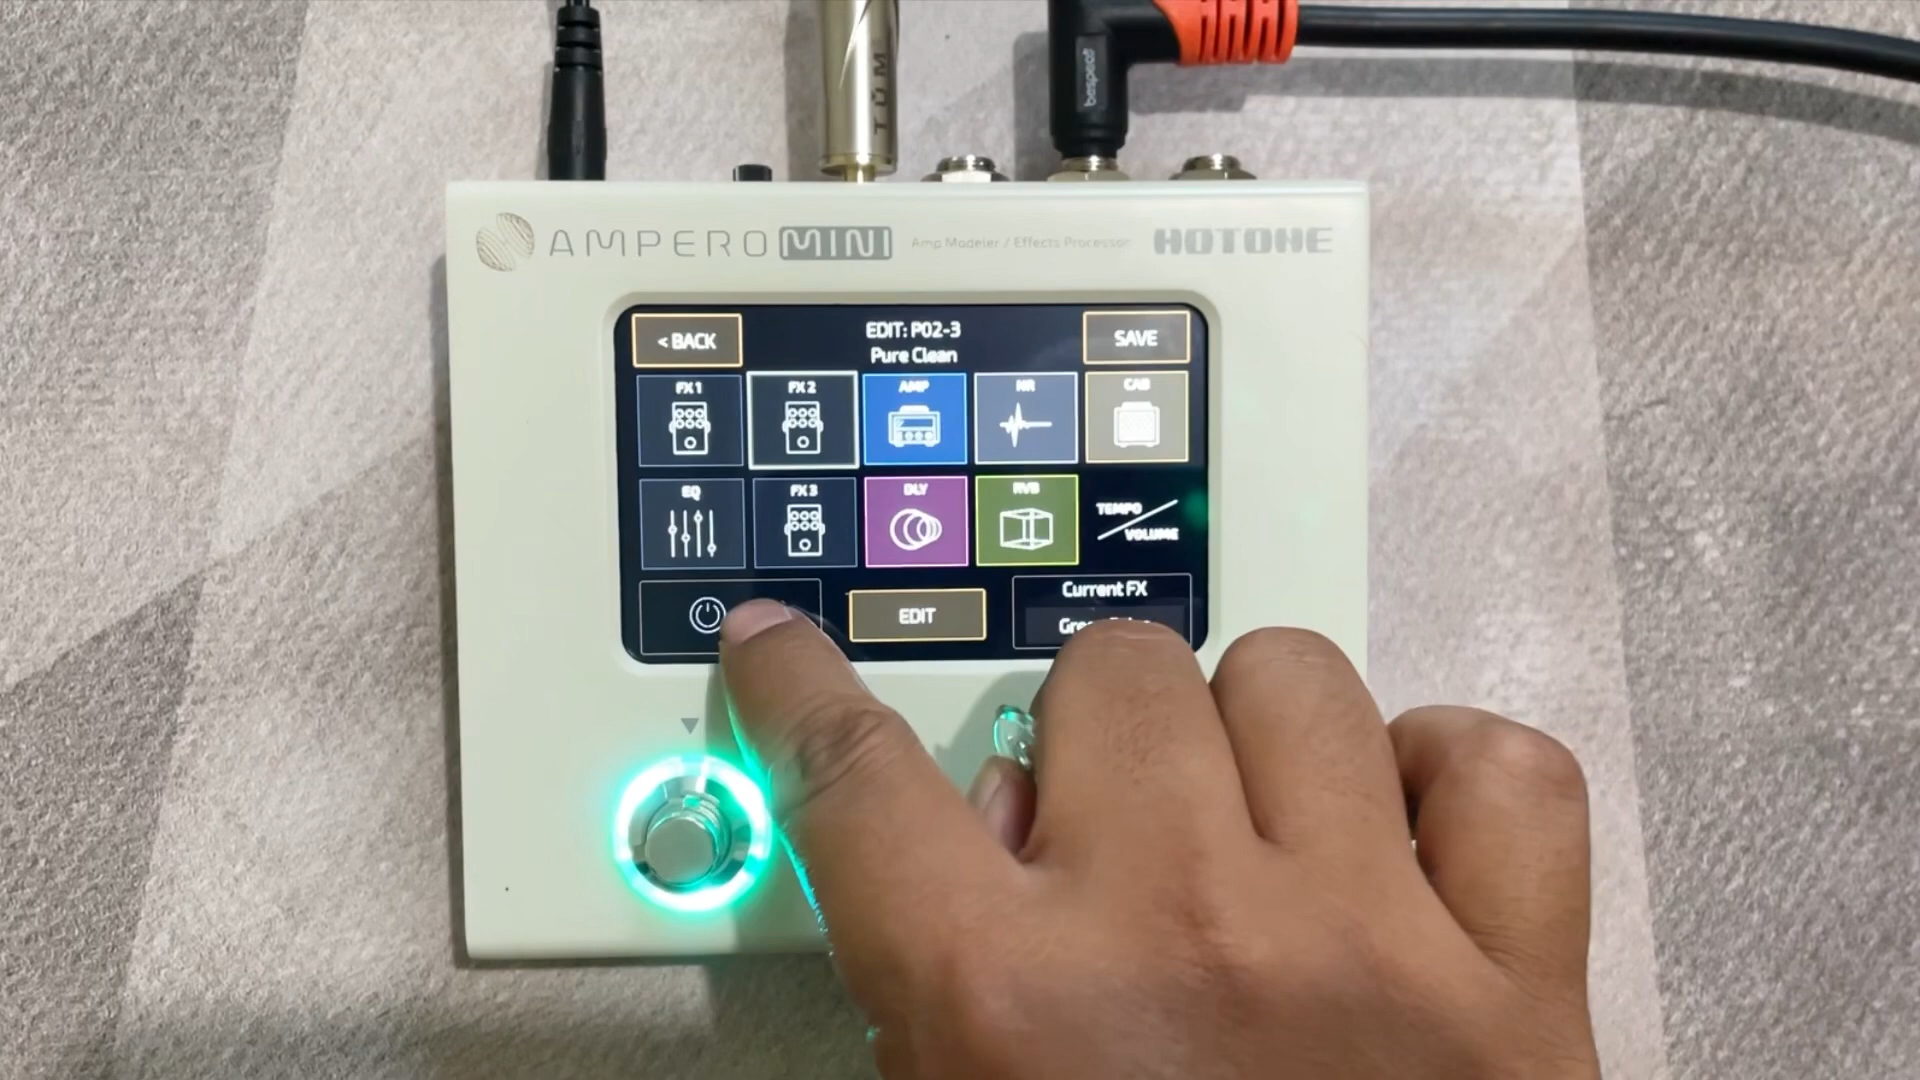 TOM
bespeco
AMPERO MINI Amp Modeler / Effects Processor HOTONE
< BACK
EDIT: P02-3
Pure Clean
SAVE
FX1
FX2
AMP
NR
CAB
EQ
FX3
DLY
RVB
TEMPO
VOLUME
EDIT
Current FX